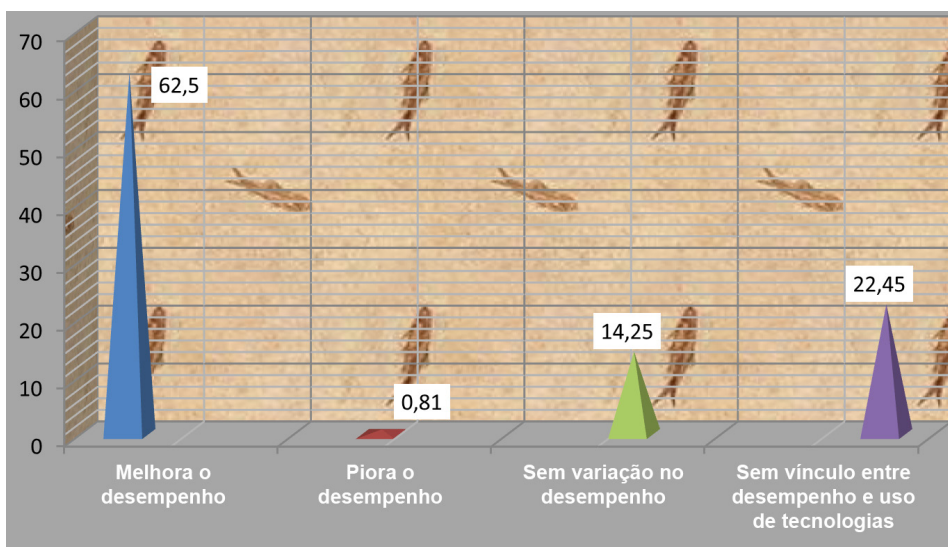 70
60
50
40
30
20
10
0
62,5
0,81
14,25
22,45
Melhora o
desempenho
Piora o
desempenho
Sem variação no
desempenho
Sem vínculo entre
desempenho e uso
de tecnologias